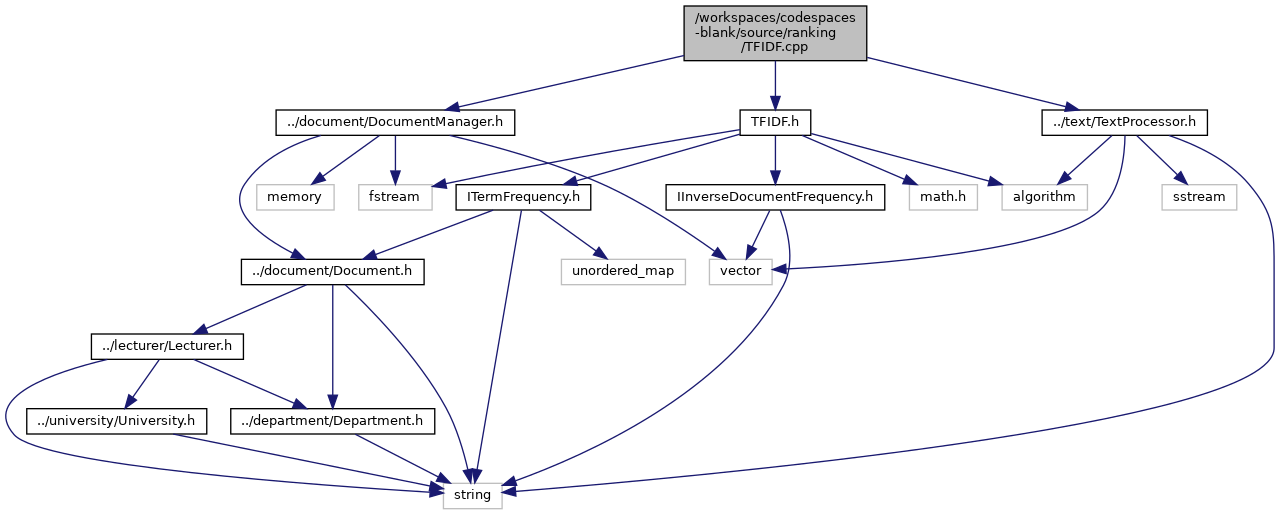 /workspaces/codespaces
-blank/source/ranking
/TFIDF.cpp
../document/DocumentManager.h
TFIDF.h
../text/TextProcessor.h
memory
fstream
ITermFrequency.h
IInverseDocumentFrequency.h
math.h
algorithm
sstream
../document/Document.h
unordered_map
vector
../lecturer/Lecturer.h
../university/University.h
../department/Department.h
string